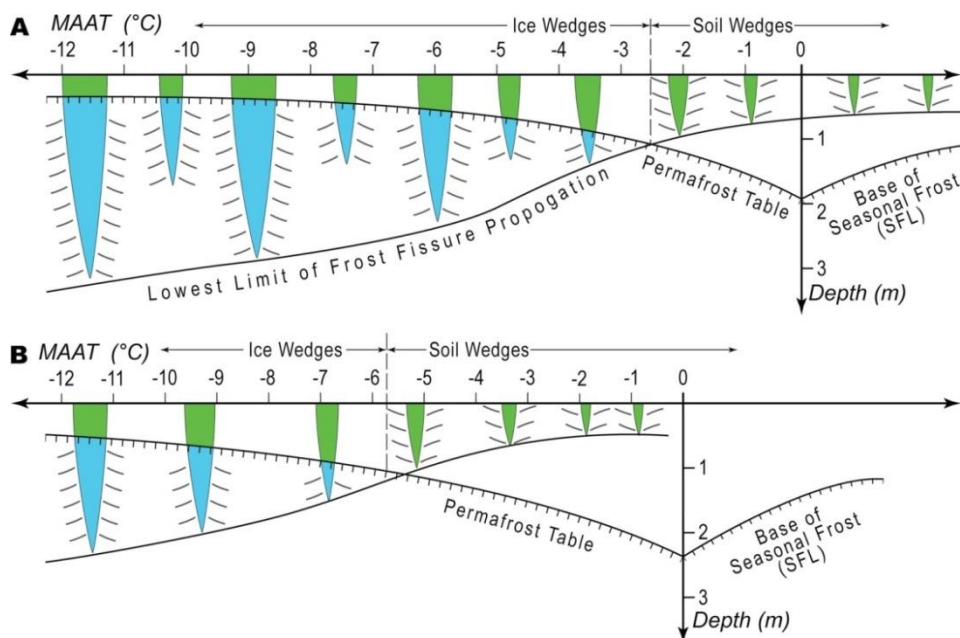 A MAAT (°C)
Ice Wedges
Soil Wedges
-12 -11 -10 -9 -8 -7 -6 -5 -4 -3 -2 -1 0
1
2
3
Lowest Limit of Frost Fissure Propogation
Permafrost Table
Base of
Seasonal Frost
(SFL)
Depth (m)
B MAAT (°C)
Ice Wedges
Soil Wedges
-12 -11 -10 -9 -8 -7 -6 -5 -4 -3 -2 -1 0
1
2
3
Permafrost Table
Base of
Seasonal Frost
(SFL)
Depth (m)